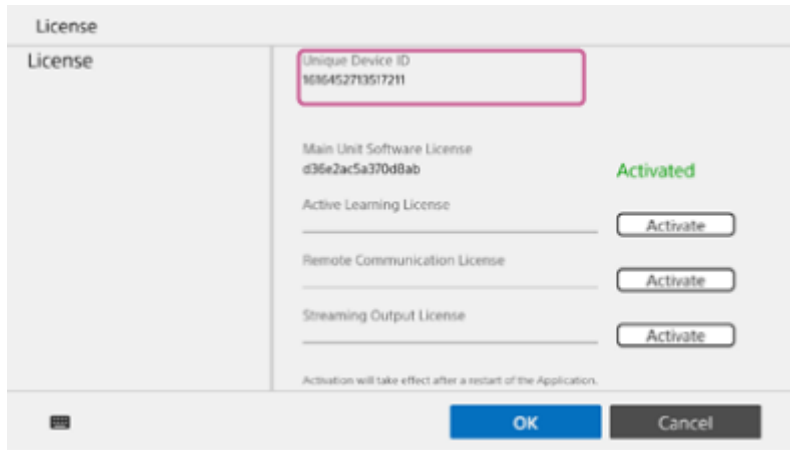 License
License
Unique Device ID
1616452713517211
Main Unit Software License
d36e2ac5a370d8ab
Activated
Active Learning License
Activate
Remote Communication License
Activate
Streaming Output License
Activate
Activation will take effect after a restart of the Application.
OK
Cancel